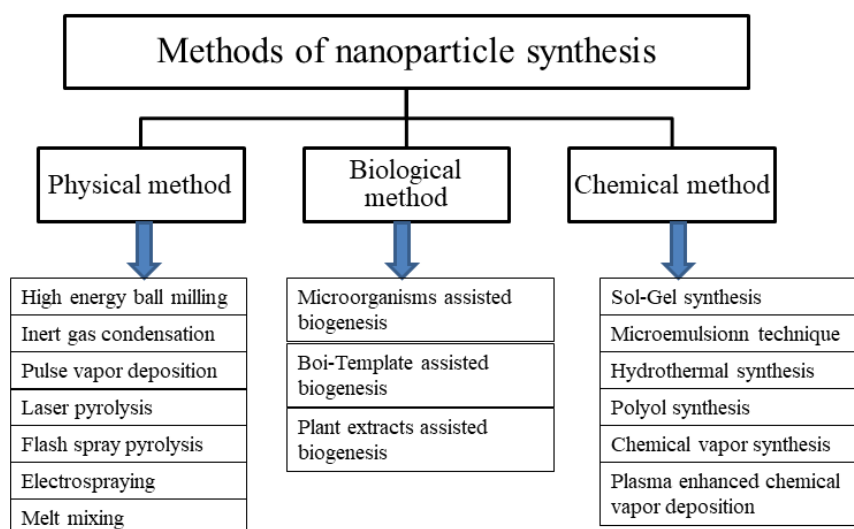 Methods of nanoparticle synthesis
Physical method
Biological
method
Chemical method
High energy ball milling
Inert gas condensation
Pulse vapor deposition
Laser pyrolysis
Flash spray pyrolysis
Electrospraying
Melt mixing
Microorganisms assisted
biogenesis
Boi-Template assisted
biogenesis
Plant extracts assisted
biogenesis
Sol-Gel synthesis
Microemulsionn technique
Hydrothermal synthesis
Polyol synthesis
Chemical vapor synthesis
Plasma enhanced chemical
vapor deposition